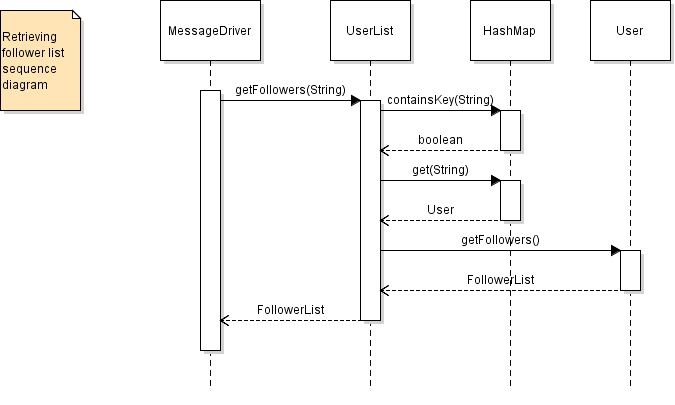 Retrieving
follower list
sequence
diagram
MessageDriver
UserList
HashMap
User
getFollowers(String)
containsKey(String)
boolean
get(String)
User
getFollowers()
FollowerList
FollowerList